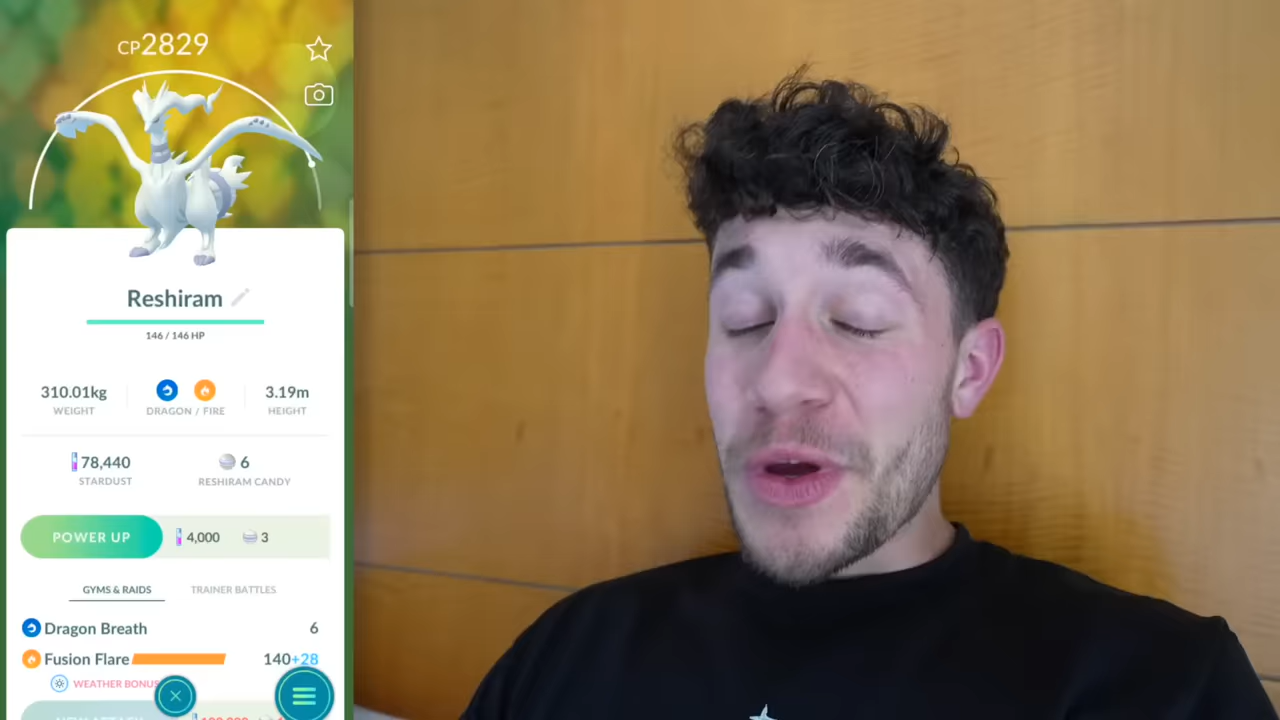 CP2829
Reshiram
146 / 146 HP
310.01kg
WEIGHT
DRAGON / FIRE
3.19m
HEIGHT
78,440
STARDUST
6
RESHIRAM CANDY
POWER UP
4,000
3
GYMS & RAIDS
TRAINER BATTLES
Dragon Breath 6
Fusion Flare 140+28
WEATHER BONUS